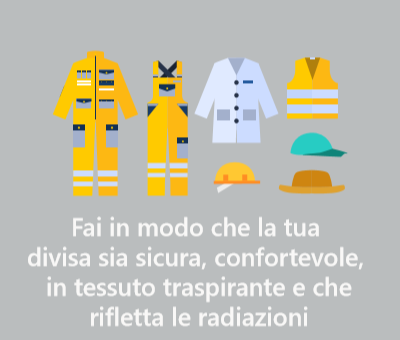 Fai in modo che la tua
divisa sia sicura, confortevole,
in tessuto traspirante e che
rifletta le radiazioni